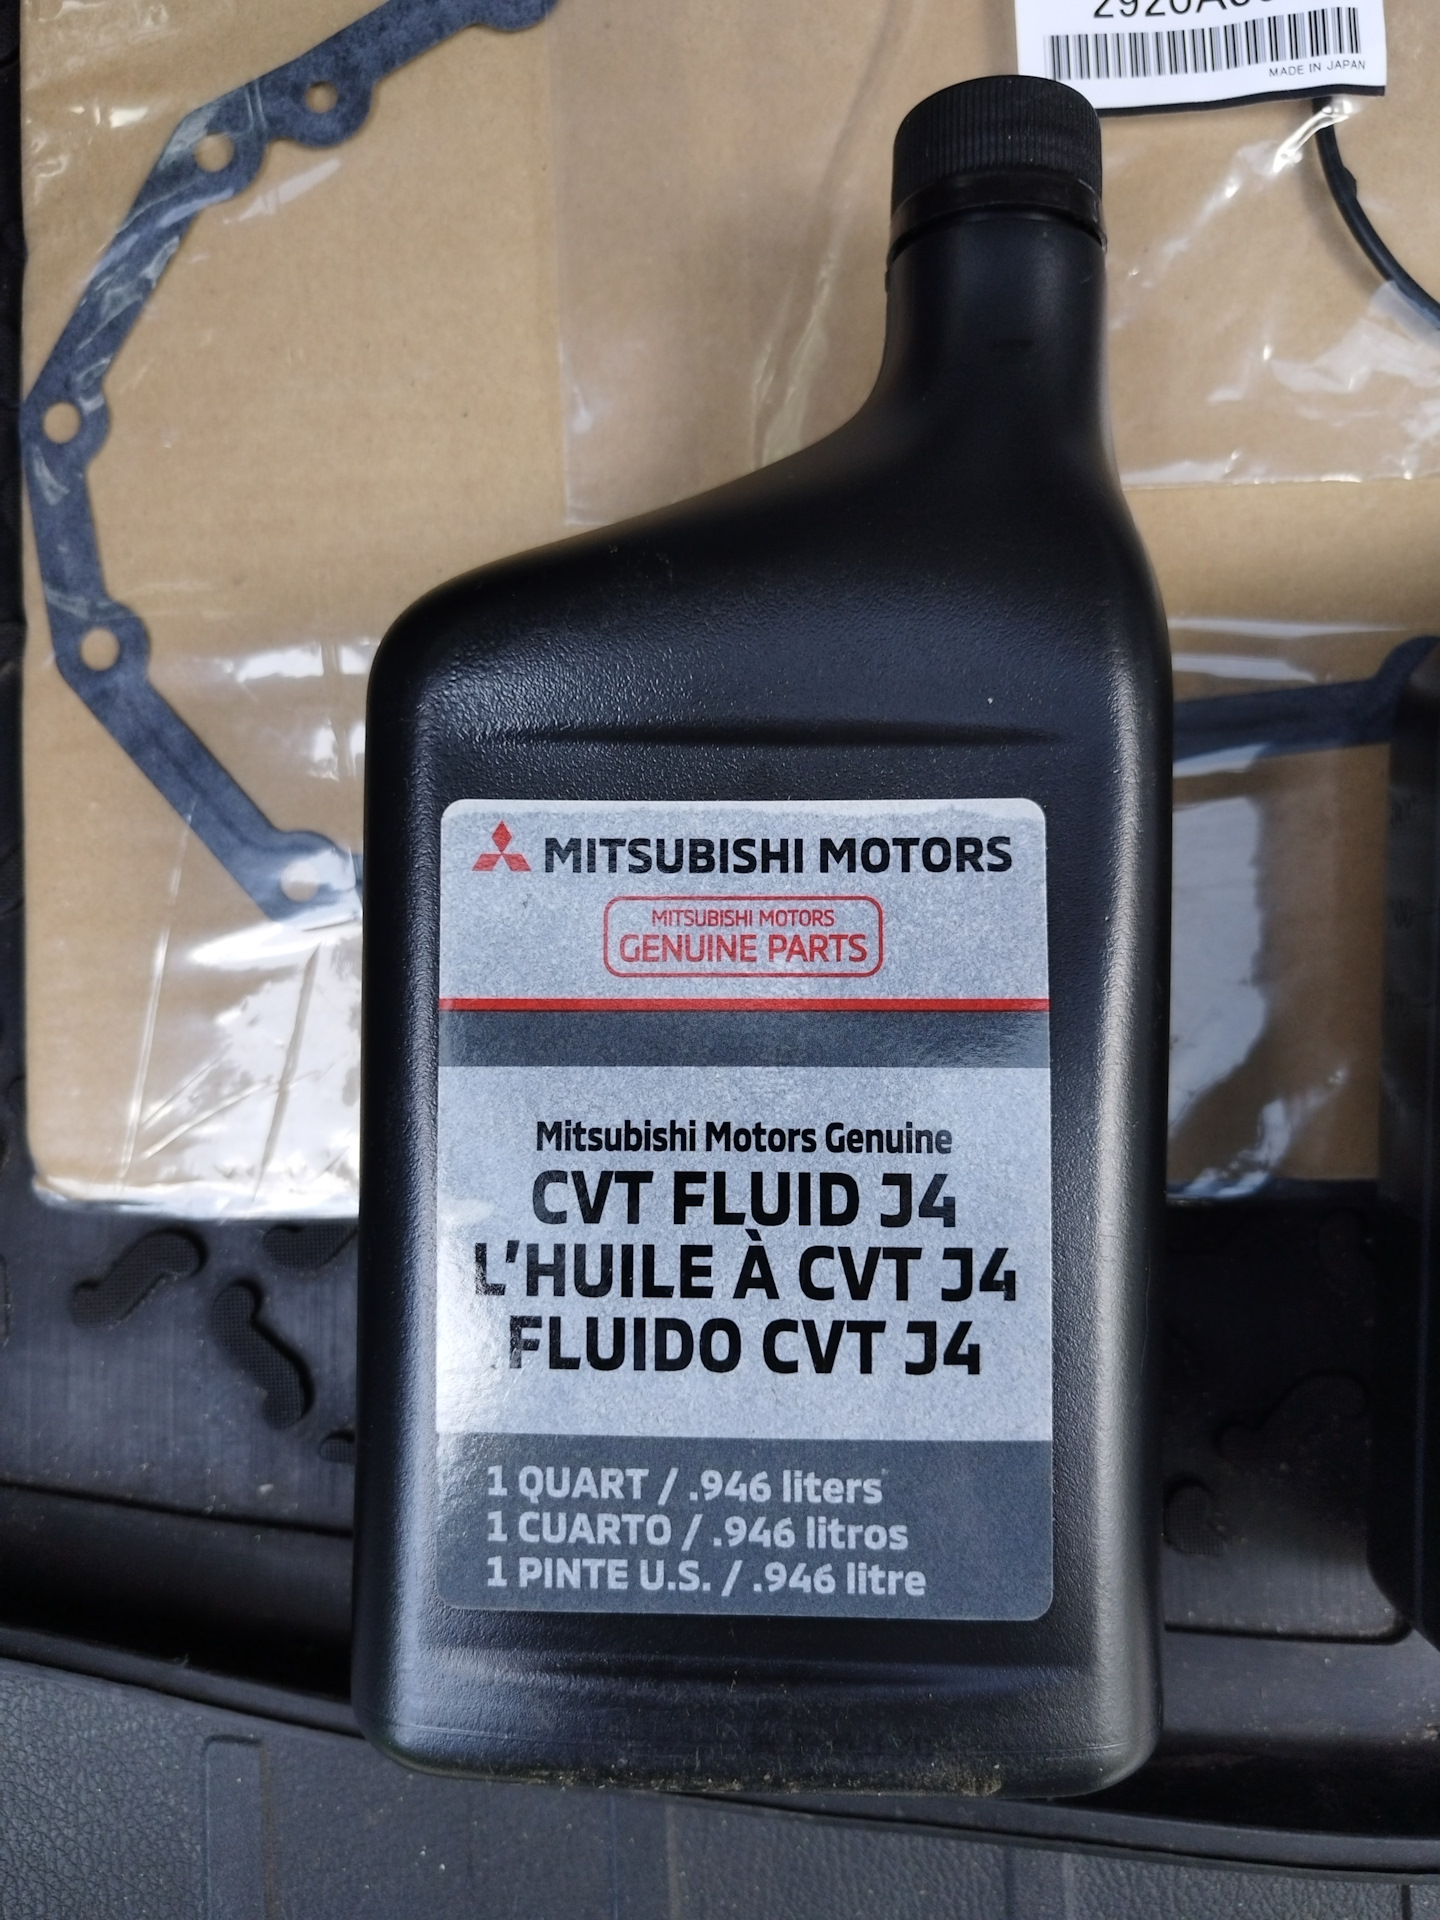 MADE IN JAPAN
MITSUBISHI MOTORS
MITSUBISHI MOTORS
GENUINE PARTS
Mitsubishi Motors Genuine
CVT FLUID J4
L'HUILE À CVT J4
FLUIDO CVT J4
1 QUART / .946 liters
1 CUARTO / .946 litros
1 PINTE U.S. / .946 litre